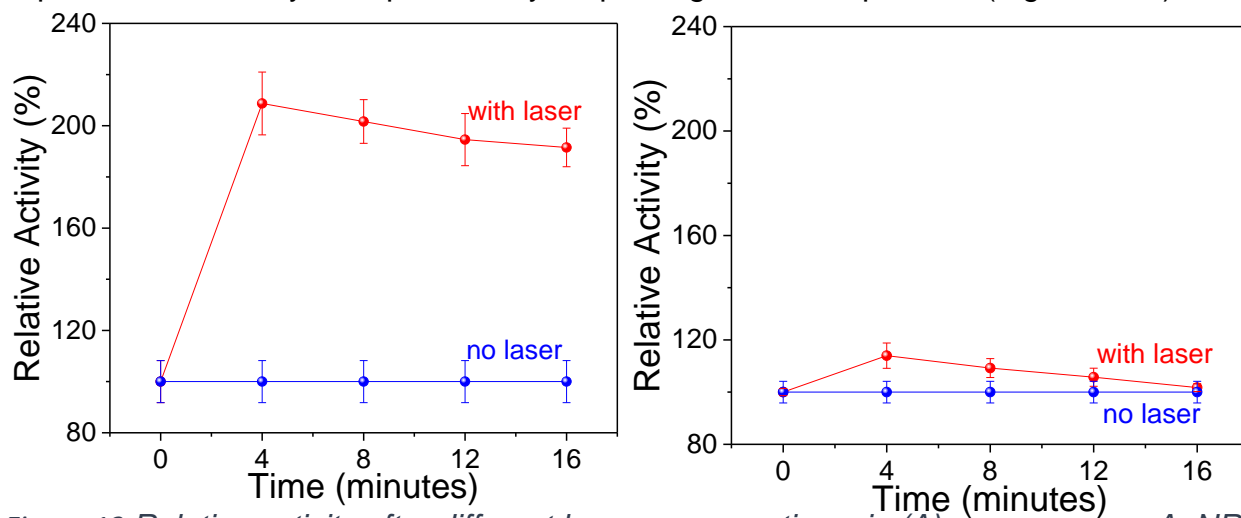 240
200
160
120
80
Relative Activity (%)
with laser
no laser
0 4 8 12 16
Time (minutes)
240
200
160
120
80
Relative Activity (%)
with laser
no laser
0 4 8 12 16
Time (minutes)